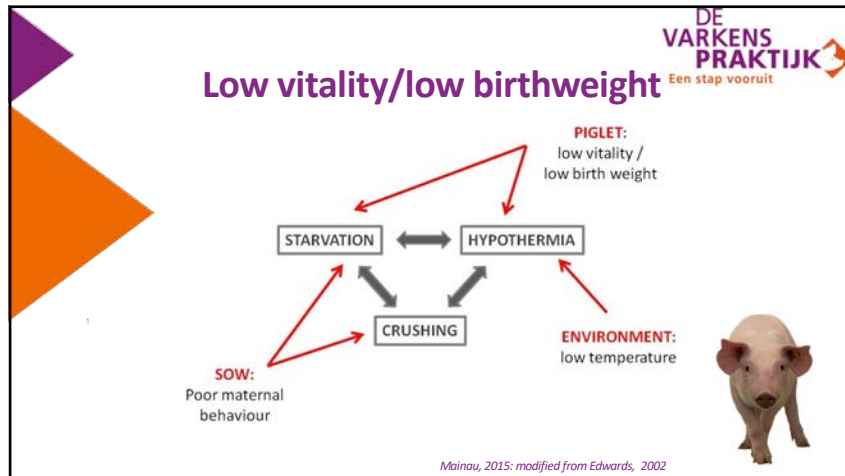 DE
VARKENS
PRAKTIJK
Een stap vooruit
Low vitality/low birthweight
PIGLET:
low vitality /
low birth weight
STARVATION
HYPOTHERMIA
CRUSHING
ENVIRONMENT:
low temperature
SOW:
Poor maternal
behaviour
1
Mainau, 2015: modified from Edwards, 2002